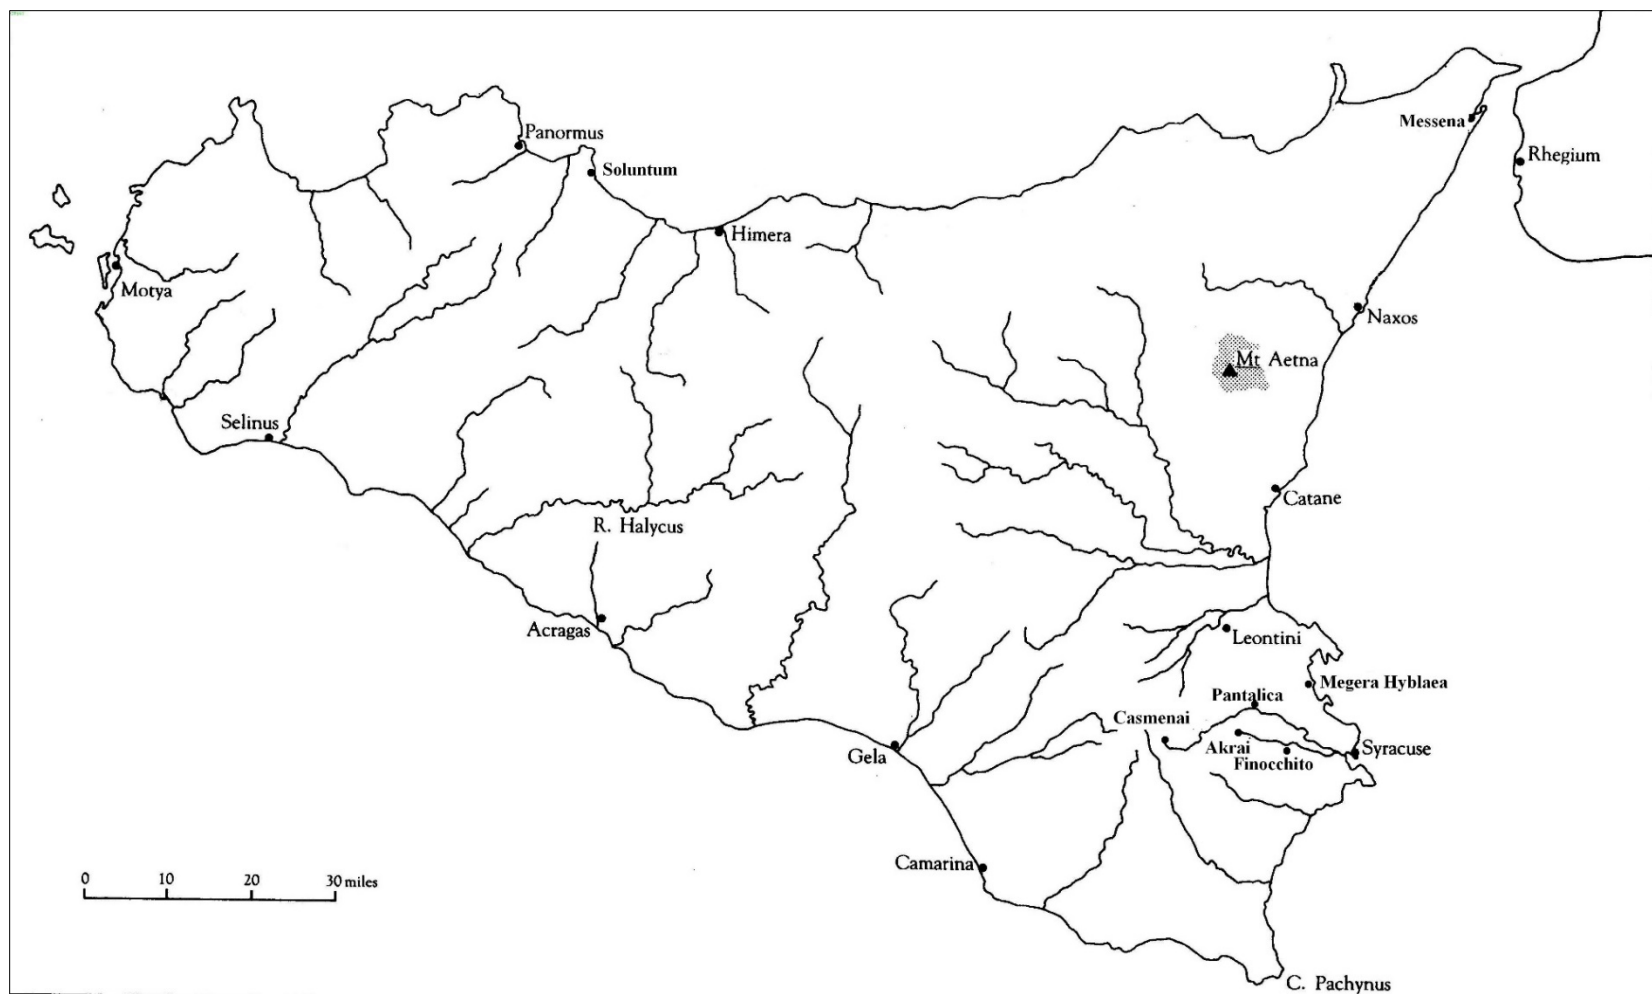 Messena
Panormus
Rhegium
Soluntum
Himera
Motya
Naxos
Mt Aetna
Selinus
Catane
R. Halycus
Acragas
Leontini
Megera Hyblaea
Pantalica
Casmenai
Akrai
Syracuse
Gela
Finocchito
Camarina
0 10 20 30 miles
C. Pachynus